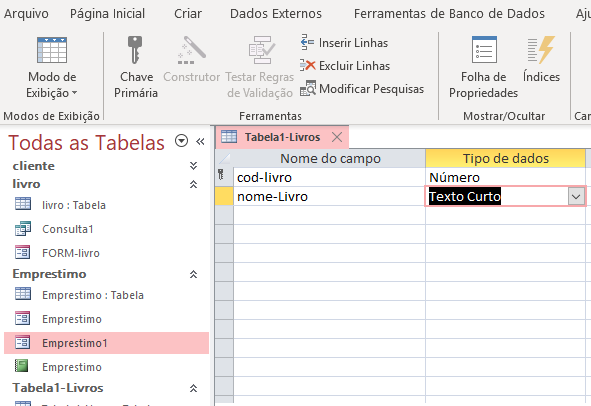 Arquivo Página Inicial Criar Dados Externos Ferramentas de Banco de Dados
Modo de Exibição
Chave Primária
Construtor
Testar Regras de Validação
Inserir Linhas
Excluir Linhas
Modificar Pesquisas
Folha de Propriedades
Índices
Modos de Exibição Ferramentas Mostrar/Ocultar
Todas as Tabelas
cliente
livro
livro : Tabela
Consulta1
FORM-livro
Emprestimo
Emprestimo : Tabela
Emprestimo
Emprestimo1
Emprestimo
Tabela1-Livros
Tabela1-Livros
Nome do campo Tipo de dados
cod-livro Número
nome-Livro Texto Curto